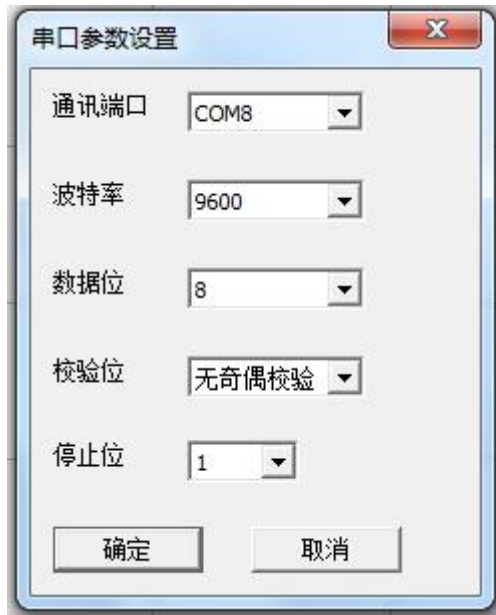 串口参数设置
通讯端口 COM8
波特率 9600
数据位 8
校验位 无奇偶校验
停止位 1
确定 取消